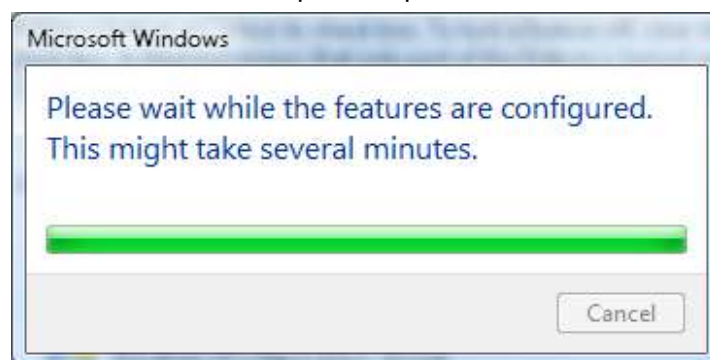 Microsoft Windows
Please wait while the features are configured.
This might take several minutes.
Cancel